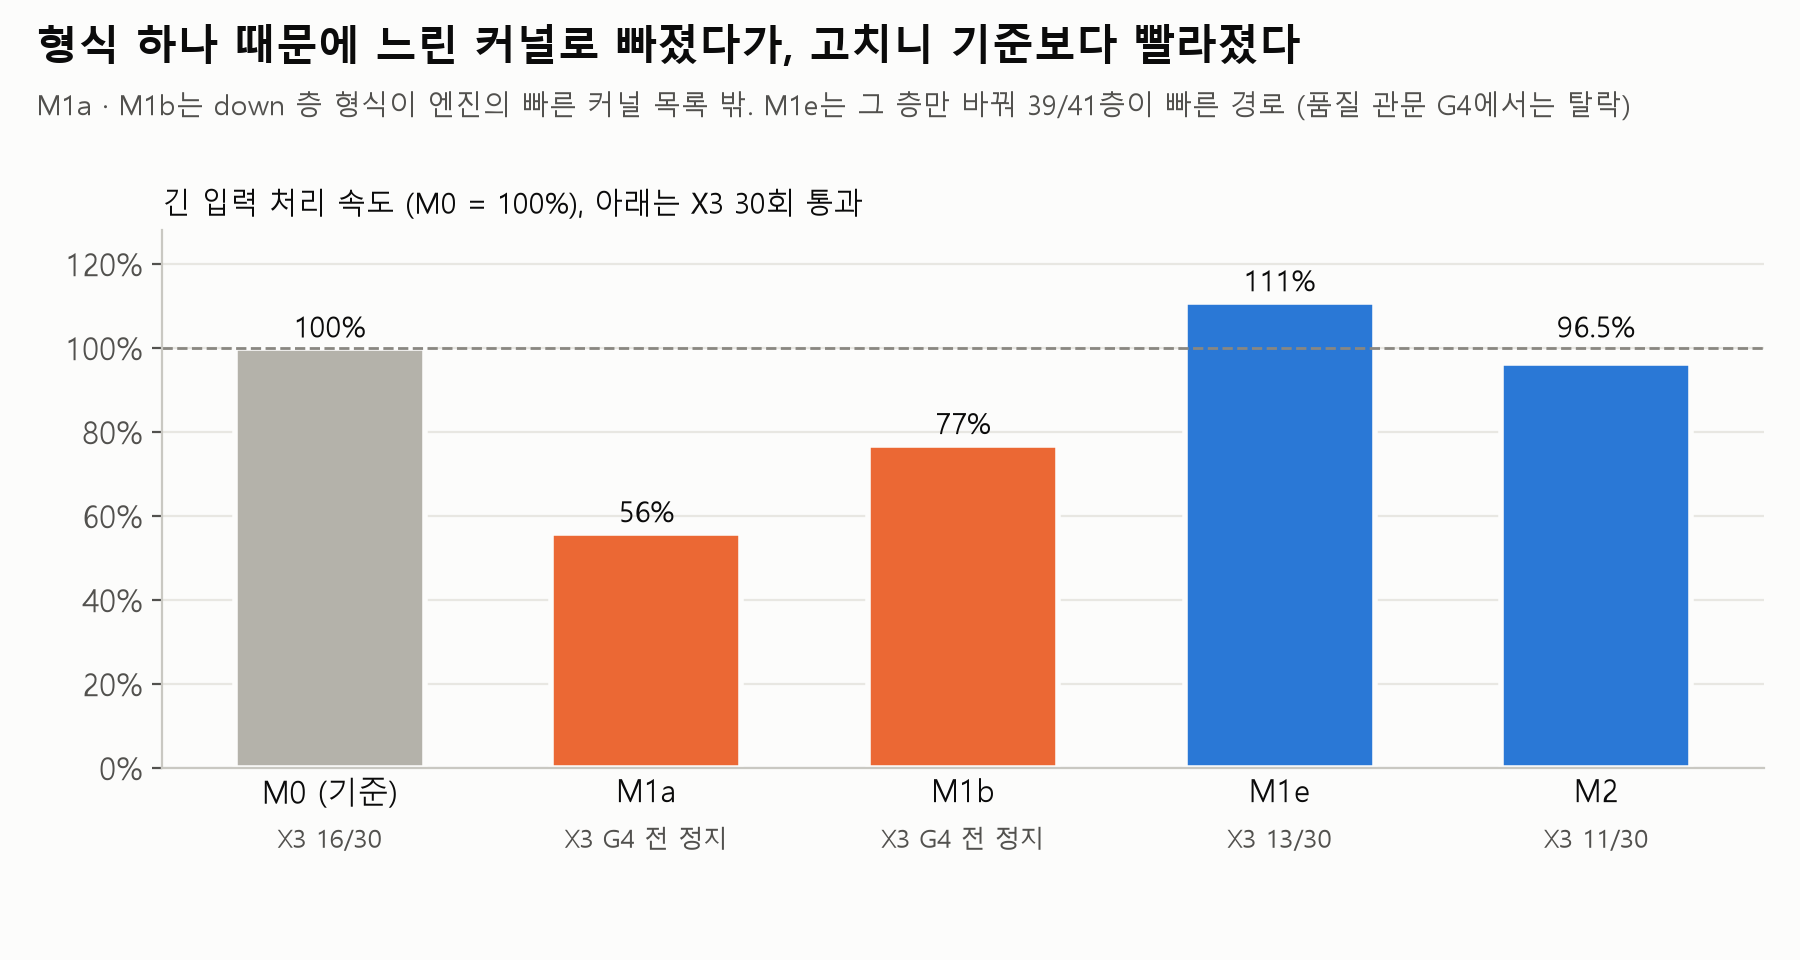 형식 하나 때문에 느린 커널로 빠졌다가, 고치니 기준보다 빨라졌다
M1a · M1b는 down 층 형식이 엔진의 빠른 커널 목록 밖. M1e는 그 층만 바꿔 39/41층이 빠른 경로 (품질 관문 G4에서는 탈락)
긴 입력 처리 속도 (M0 = 100%), 아래는 X3 30회 통과
120%
100%
80%
60%
40%
20%
0%
100%
56%
77%
111%
96.5%
M0 (기준)
M1a
M1b
M1e
M2
X3 16/30
X3 G4 전 정지
X3 G4 전 정지
X3 13/30
X3 11/30